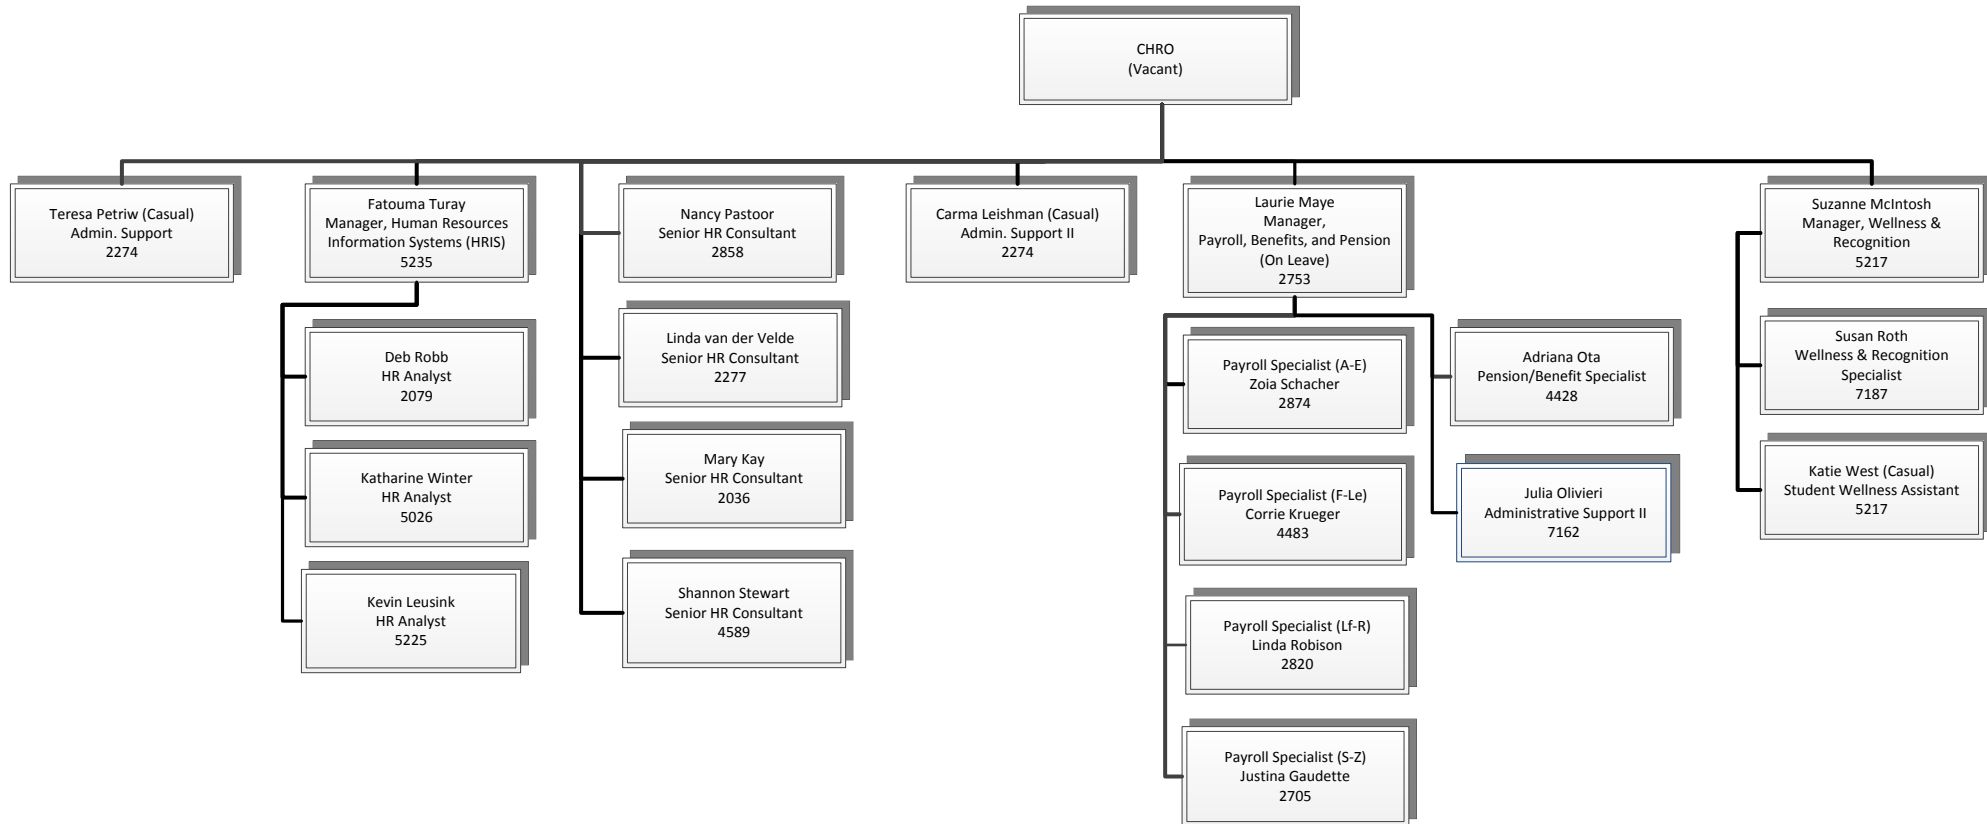 CHRO
(Vacant)
Teresa Petriw (Casual)
Admin. Support
2274
Fatouma Turay
Manager, Human Resources
Information Systems (HRIS)
5235
Deb Robb
HR Analyst
2079
Katharine Winter
HR Analyst
5026
Kevin Leusink
HR Analyst
5225
Nancy Pastoor
Senior HR Consultant
2858
Linda van der Velde
Senior HR Consultant
2277
Mary Kay
Senior HR Consultant
2036
Shannon Stewart
Senior HR Consultant
4589
Carma Leishman (Casual)
Admin. Support II
2274
Laurie Maye
Manager,
Payroll, Benefits, and Pension
(On Leave)
2753
Payroll Specialist (A-E)
Zoia Schacher
2874
Payroll Specialist (F-Le)
Corrie Krueger
4483
Payroll Specialist (Lf-R)
Linda Robison
2820
Payroll Specialist (S-Z)
Justina Gaudette
2705
Adriana Ota
Pension/Benefit Specialist
4428
Julia Olivieri
Administrative Support II
7162
Suzanne McIntosh
Manager, Wellness &
Recognition
5217
Susan Roth
Wellness & Recognition
Specialist
7187
Katie West (Casual)
Student Wellness Assistant
5217